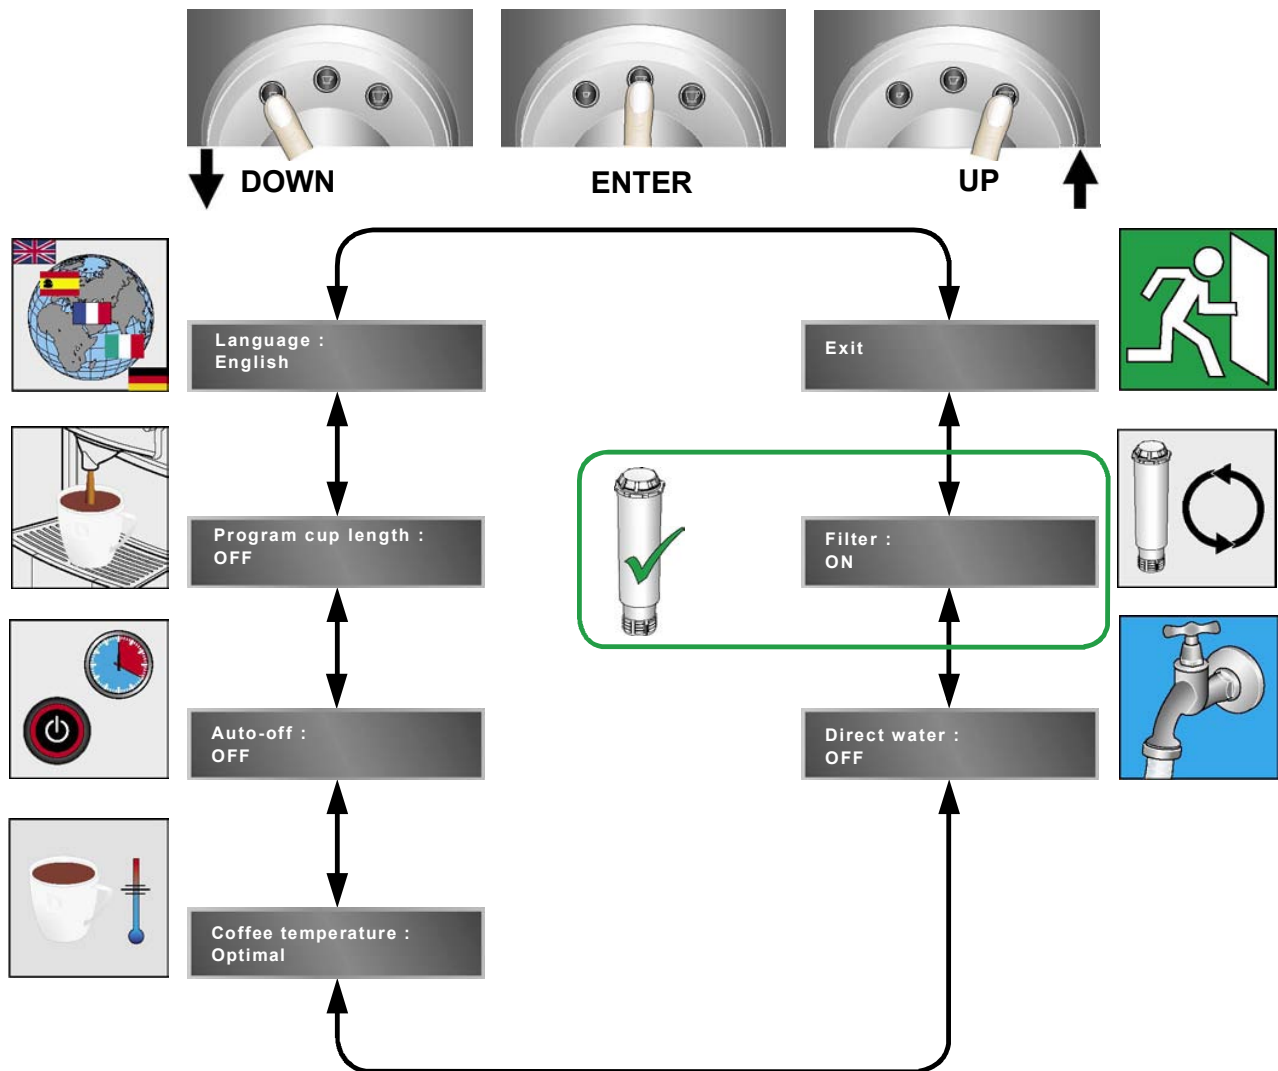 DOWN
ENTER
UP
Language :
English
Exit
Program cup length :
OFF
Filter :
ON
Auto-off :
OFF
Direct water :
OFF
Coffee temperature :
Optimal